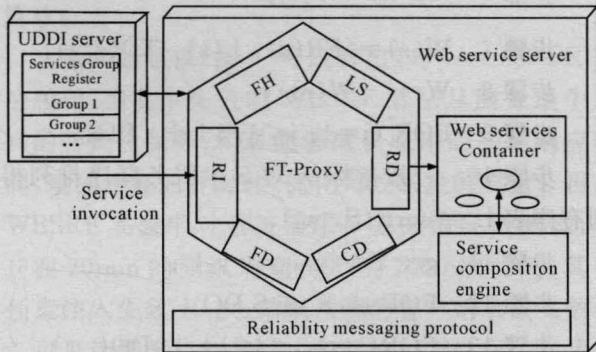 UDDI server
Services Group
Register
Group 1
Group 2
...
Service
invocation
FH
LS
RI
FT-Proxy
RI
FD
CD
Web service server
Web services
Container
Service
composition
engine
Reliablity messaging protocol